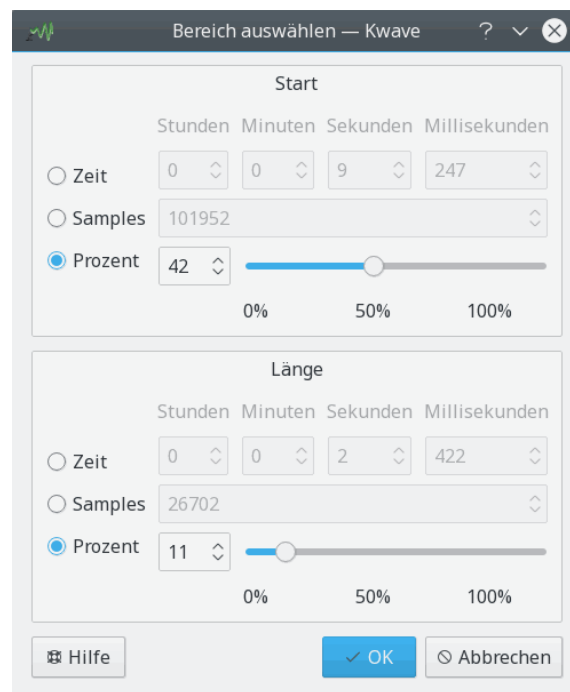 Bereich auswählen — Kwave
Start
Stunden Minuten Sekunden Millisekunden
Zeit 0 0 9 247
Samples 101952
Prozent 42
0% 50% 100%
Länge
Stunden Minuten Sekunden Millisekunden
Zeit 0 0 2 422
Samples 26702
Prozent 11
0% 50% 100%
Hilfe OK Abbrechen